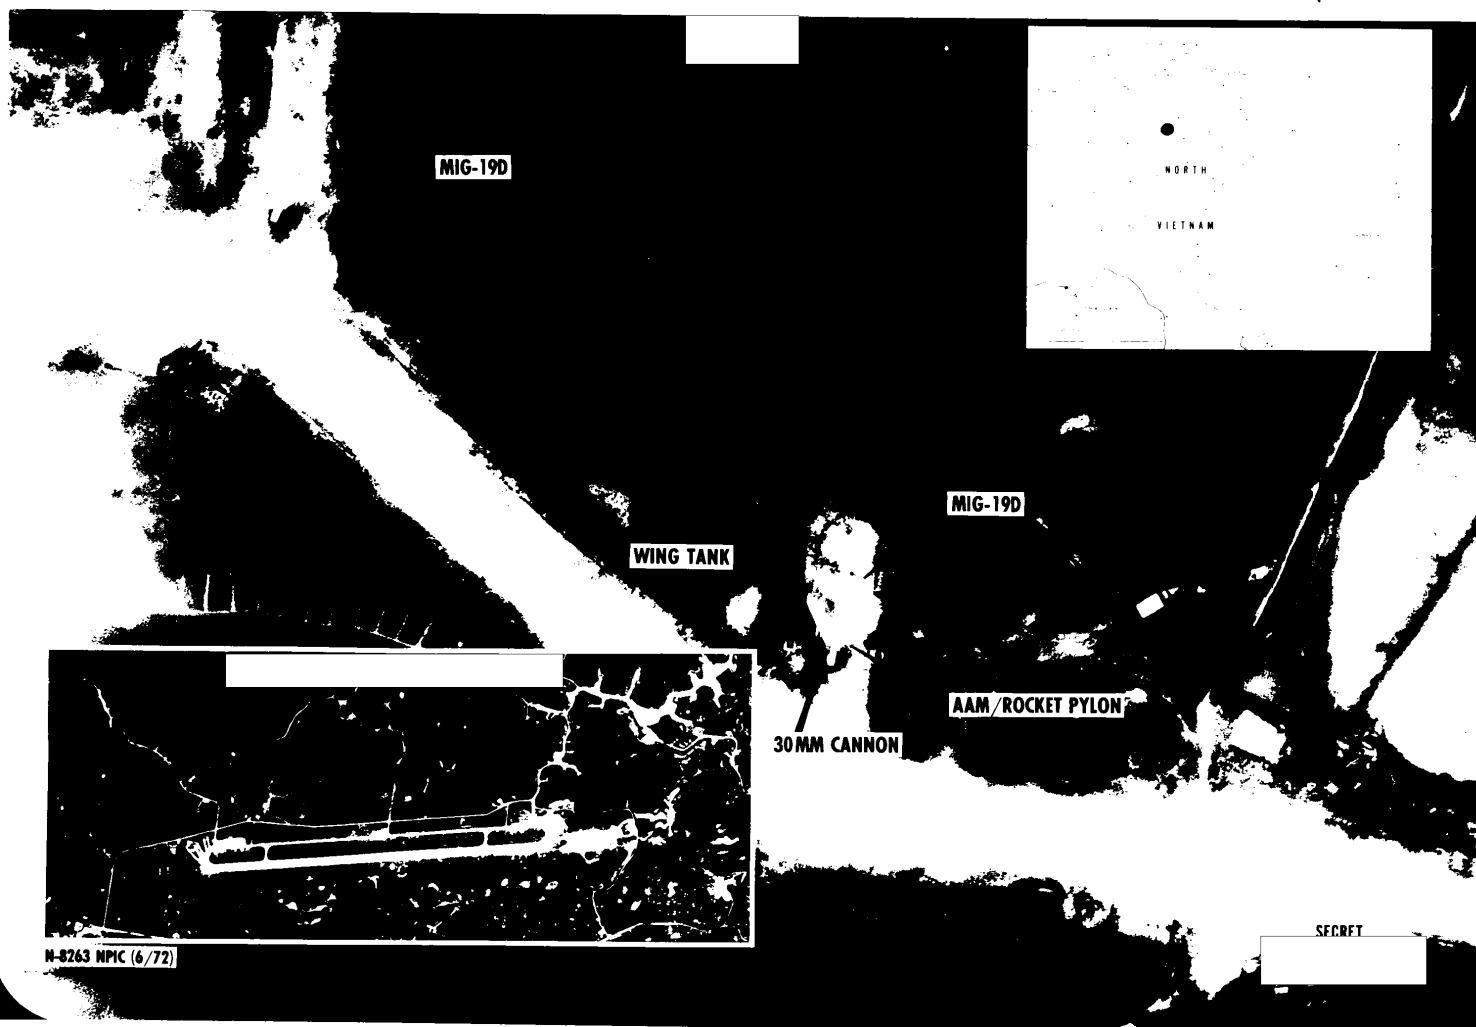 MIG-19D
NORTH
VIETNAM
MIG-19D
WING TANK
AAM/ROCKET PYLON
30MM CANNON
SECRET
N-8263 NPIC (6/72)